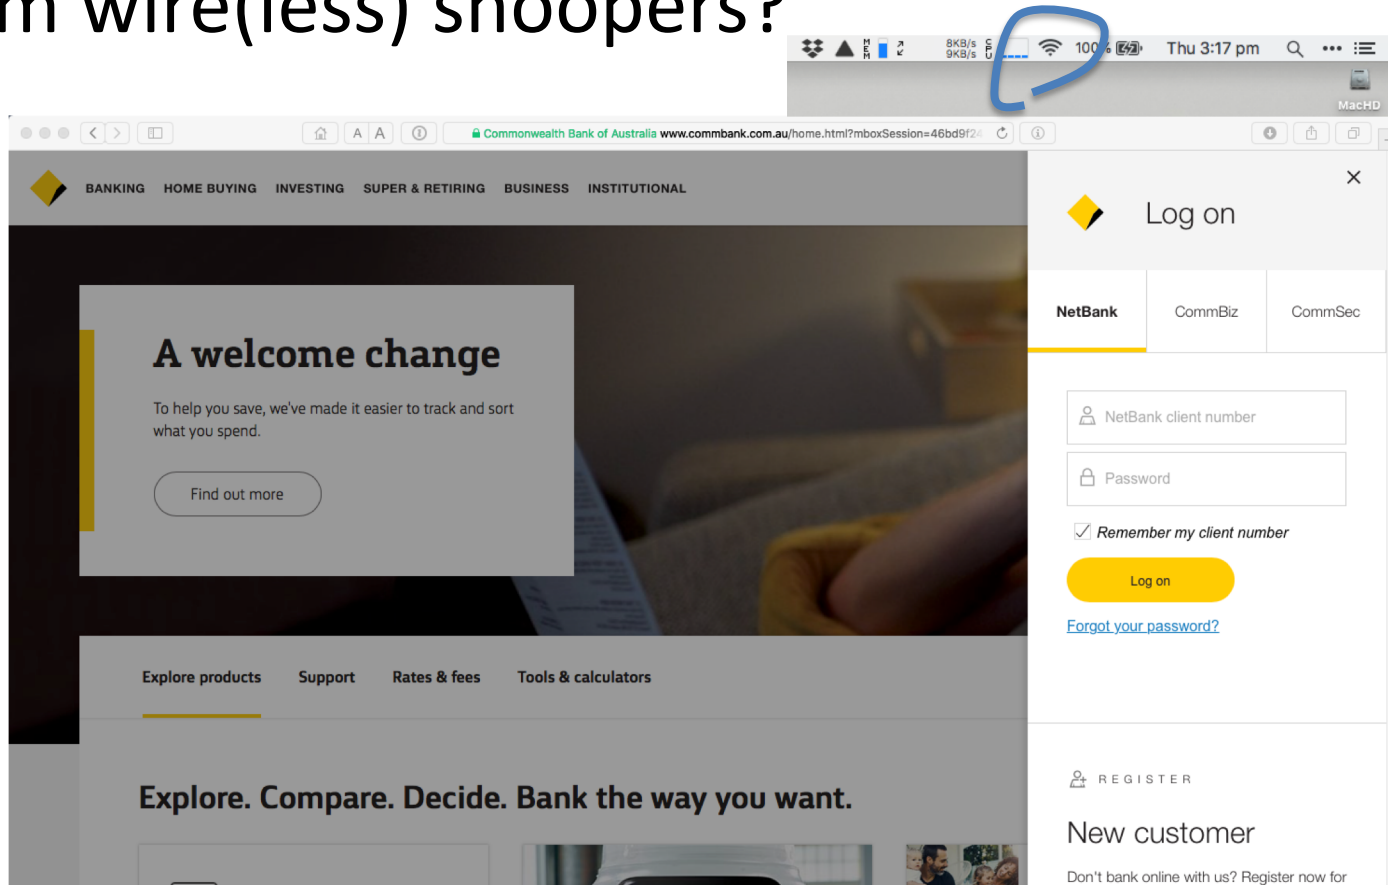 m wire(less) snoopers?
MEM 8KB/s 9KB/s CPU 100% Thu 3:17 pm
MacHD
A A Commonwealth Bank of Australia www.commbank.com.au/home.html?mboxSession=46bd9f24
BANKING HOME BUYING INVESTING SUPER & RETIRING BUSINESS INSTITUTIONAL
Log on
NetBank CommBiz CommSec
A welcome change
To help you save, we've made it easier to track and sort
what you spend.
Find out more
NetBank client number
Password
Remember my client number
Log on
Forgot your password?
Explore products Support Rates & fees Tools & calculators
Explore. Compare. Decide. Bank the way you want.
REGISTER
New customer
Don't bank online with us? Register now for